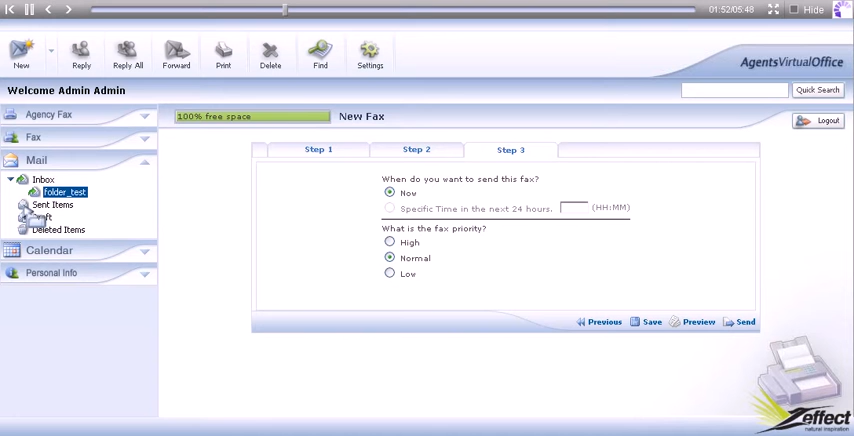 01:52/05:48 Hide
New Reply Reply All Forward Print Delete Find Settings
AgentsVirtualOffice
Welcome Admin Admin
Quick Search
Agency Fax
100% free space
New Fax
Logout
Fax
Mail
Inbox
folder_test
Sent Items
Deleted Items
Calendar
Personal Info
Step 1 Step 2 Step 3
When do you want to send this fax?
Now
Specific Time in the next 24 hours. (HH:MM)
What is the fax priority?
High
Normal
Low
Previous Save Preview Send
Zeffect
natural inspiration